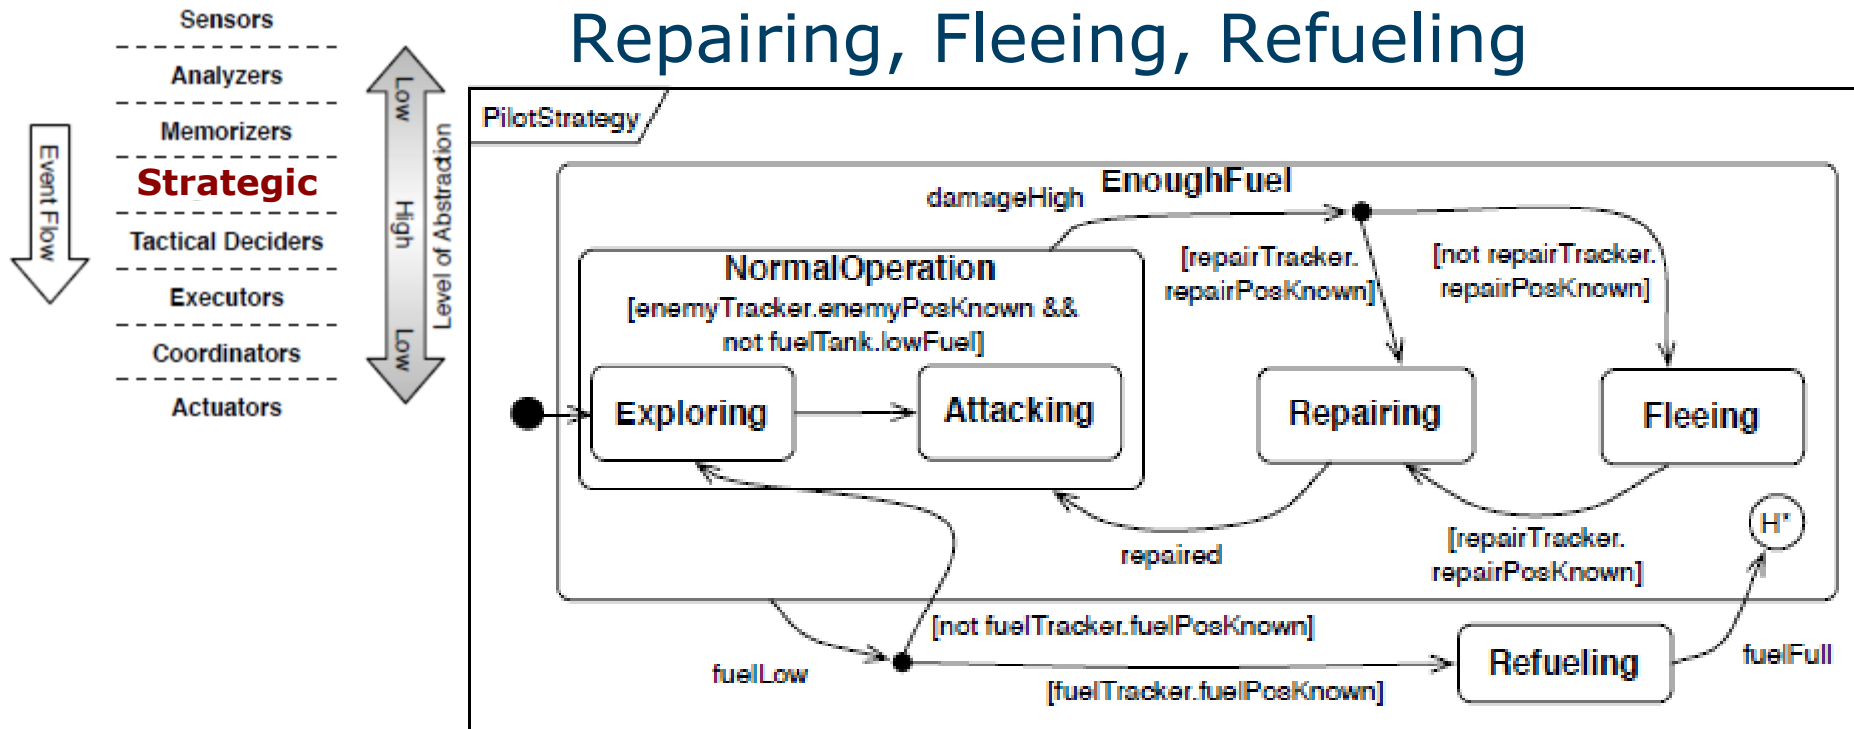 Repairing, Fleeing, Refueling
Sensors
Analyzers
Memorizers
Strategic
Tactical Deciders
Executors
Coordinators
Actuators
Event Flow
Low
High
Low
Level of Abstraction
PilotStrategy
EnoughFuel
damageHigh
NormalOperation
[enemyTracker.enemyPosKnown &&
not fuelTank.lowFuel]
[repairTracker.
repairPosKnown]
[not repairTracker.
repairPosKnown]
Exploring
Attacking
Repairing
Fleeing
repaired
[repairTracker.
repairPosKnown]
H*
[not fuelTracker.fuelPosKnown]
fuelLow
[fuelTracker.fuelPosKnown]
Refueling
fuelFull